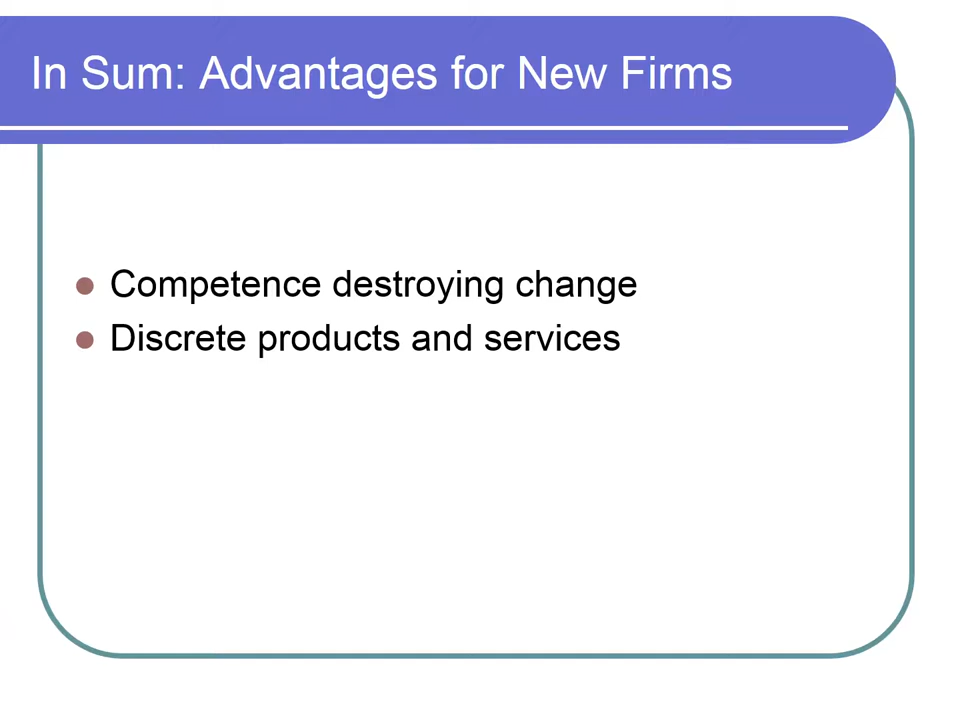 In Sum: Advantages for New Firms
Competence destroying change
Discrete products and services